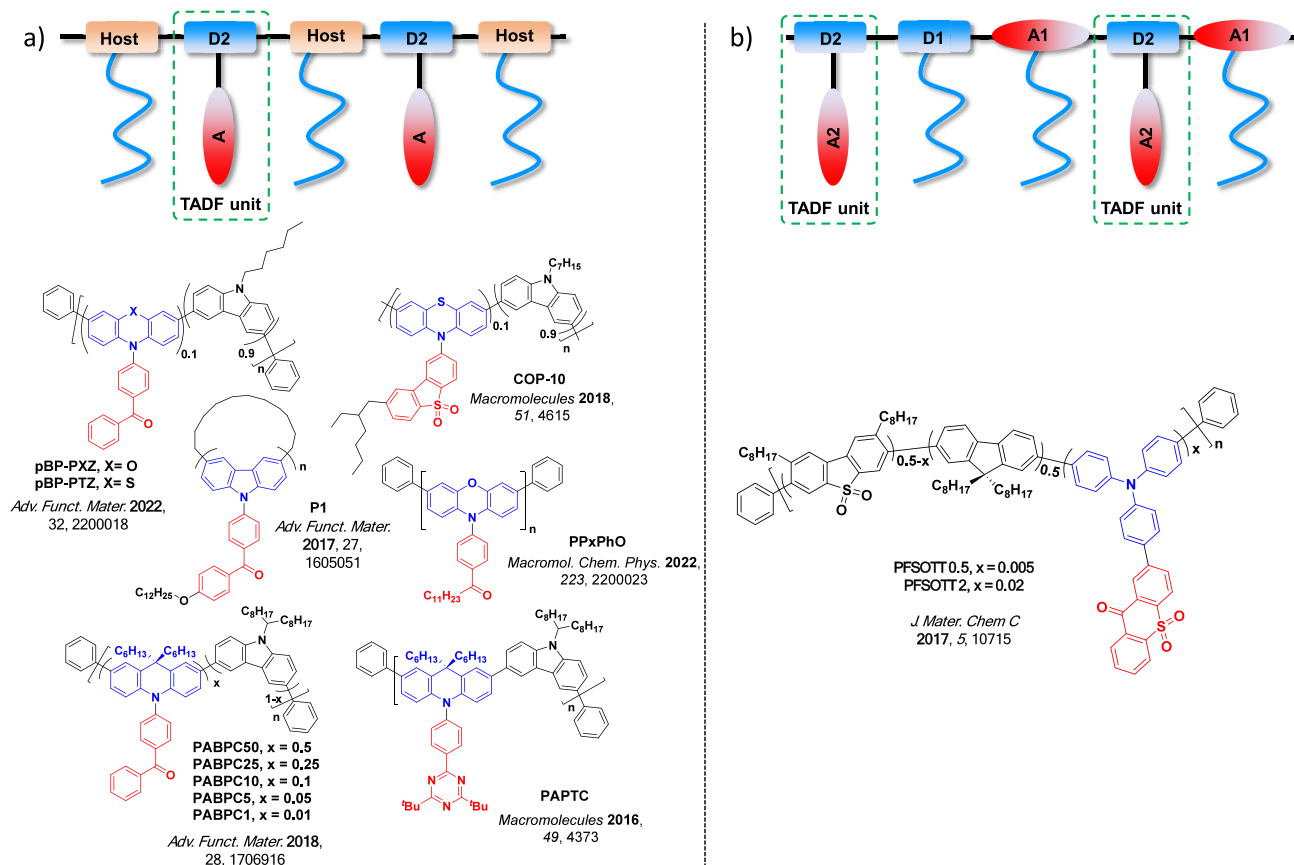 a)
Host
D2
Host
D2
Host
A
A
TADF unit
X
N
O
0.1
N
0.9
n
pBP-PXZ, X= O
pBP-PTZ, X= S
Adv. Funct. Mater. 2022,
32, 2200018
S
N
0.1
C7H15
N
0.9
n
S
O
O
COP-10
Macromolecules 2018,
51, 4615
n
N
O
C12H25
O
P1
Adv. Funct. Mater.
2017, 27,
1605051
O
N
n
C11H23
O
PPxPhO
Macromol. Chem. Phys. 2022,
223, 2200023
C6H13
C6H13
N
x
O
C8H17
C8H17
N
1-x
n
PABPC50, x = 0.5
PABPC25, x = 0.25
PABPC10, x = 0.1
PABPC5, x = 0.05
PABPC1, x = 0.01
Adv. Funct. Mater. 2018,
28. 1706916
C6H13
C6H13
N
C8H17
C8H17
N
n
N
N
N
tBu
tBu
PAPTC
Macromolecules 2016,
49, 4373
b)
D2
D1
A1
D2
A1
A2
A2
TADF unit
TADF unit
C8H17
C8H17
S
O
O
0.5-x
C8H17
C8H17
0.5
N
x
n
O
S
O
O
PFSOTT0.5, x = 0.005
PFSOTT2, x = 0.02
J. Mater. Chem C
2017, 5, 10715